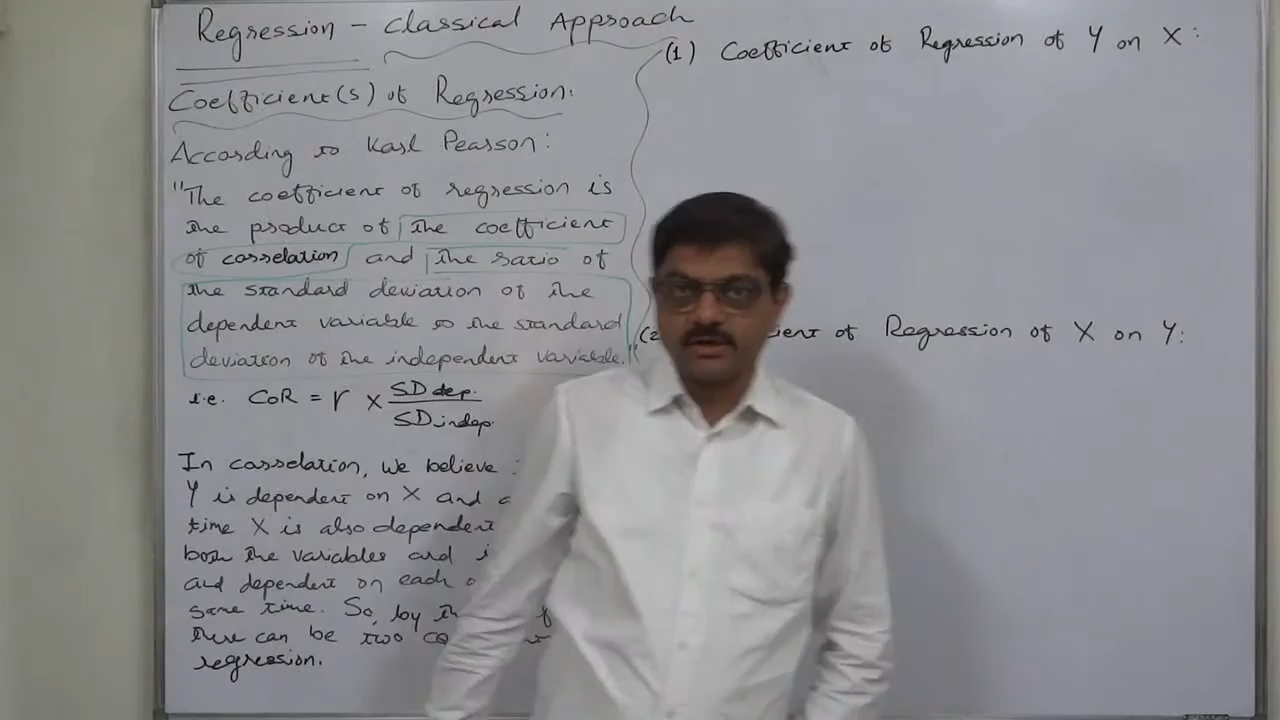 Regression - Classical Approach
Coefficient(s) of Regression.
According to Karl Pearson:
"The coefficient of regression is
the product of the coefficient
of correlation and the ratio of
the standard deviation of the
dependent variable to the standard
deviation of the independent variable."
i.e. CoR = r × SD dep. / SD indep.
In correlation, we believe :
Y is dependent on X and
time X is also dependent
both the variables and
and dependent on each
same time. So, by
there can be two
regression.
(1) Coefficient of Regression of Y on X:
(2) of Regression of X on Y: